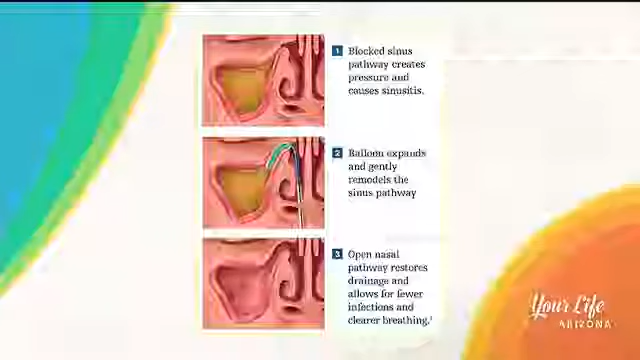 1 Blocked sinus
pathway creates
pressure and
causes sinusitis.
2 Balloon expands
and gently
remodels the
sinus pathway
3 Open nasal
pathway restores
drainage and
allows for fewer
infections and
clearer breathing.¹
Your Life
ARIZONA